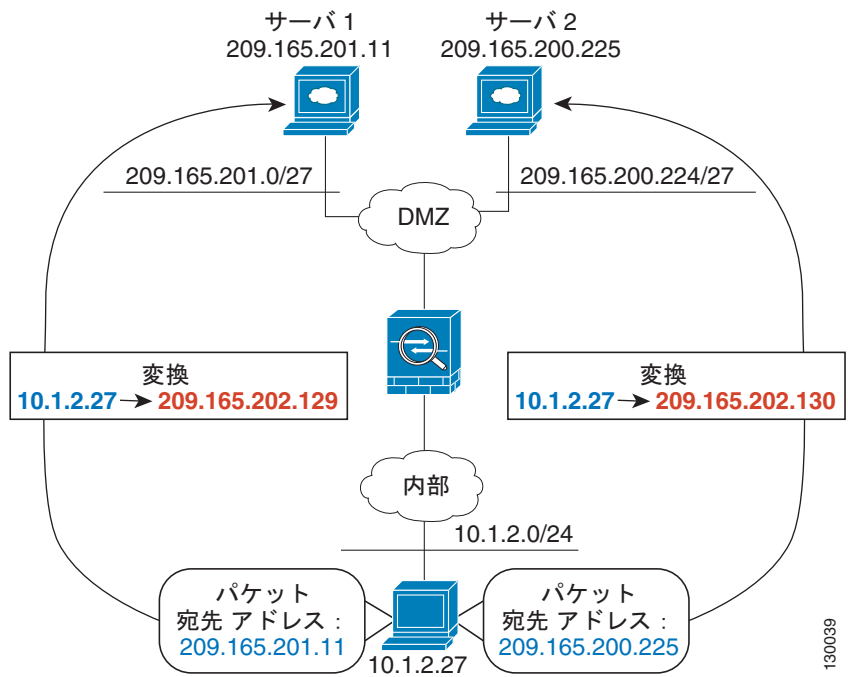 サーバ 1
209.165.201.11
サーバ 2
209.165.200.225
209.165.201.0/27
209.165.200.224/27
DMZ
変換
10.1.2.27 → 209.165.202.129
変換
10.1.2.27 → 209.165.202.130
内部
10.1.2.0/24
パケット
宛先 アドレス :
209.165.201.11
パケット
宛先 アドレス :
209.165.200.225
10.1.2.27
130039